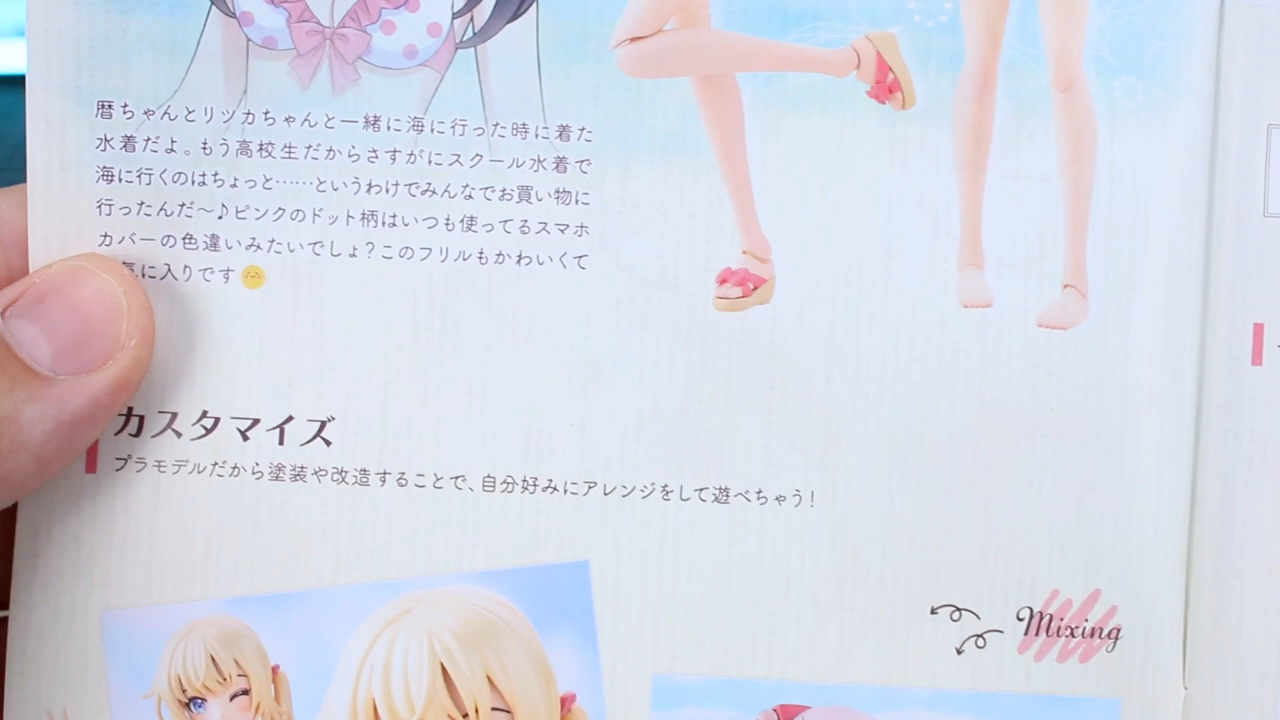 暦ちゃんとリツカちゃんと一緒に海に行った時に着た
水着だよ。もう高校生だからさすがにスクール水着で
海に行くのはちょっと……というわけでみんなでお買い物に
行ったんだ～♪ピンクのドット柄はいつも使ってるスマホ
カバーの色違いみたいでしょ？このフリルもかわいくて
気に入りです
カスタマイズ
プラモデルだから塗装や改造することで、自分好みにアレンジをして遊べちゃう！
Mixing